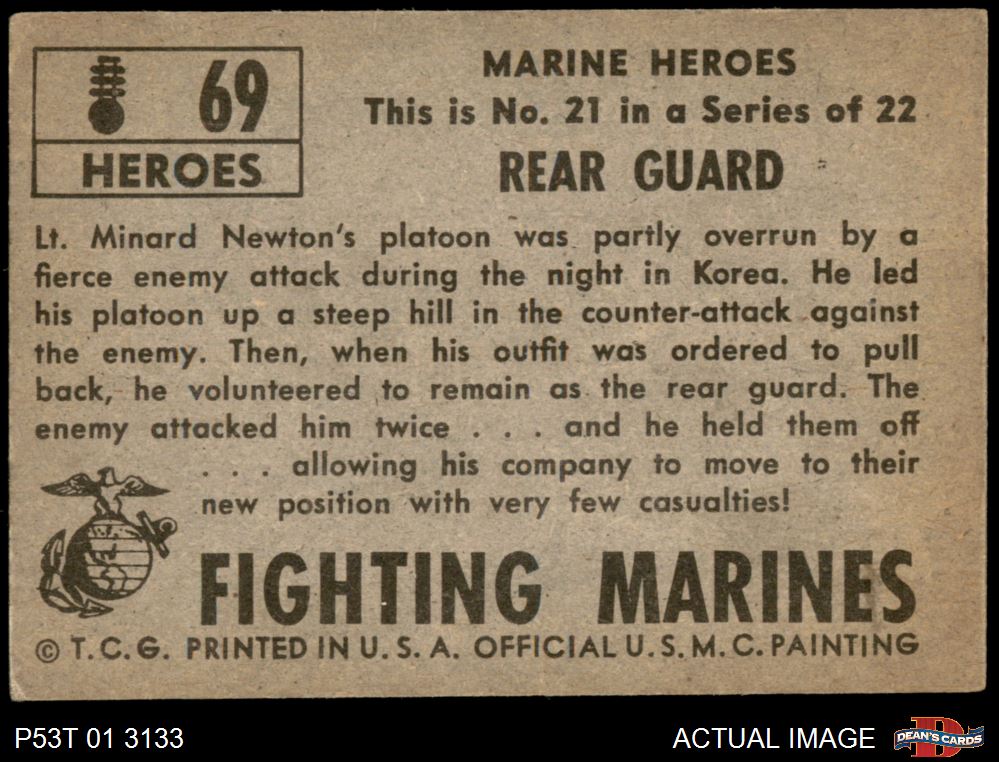 69
HEROES
MARINE HEROES
This is No. 21 in a Series of 22
REAR GUARD
Lt. Minard Newton's platoon was partly overrun by a
fierce enemy attack during the night in Korea. He led
his platoon up a steep hill in the counter-attack against
the enemy. Then, when his outfit was ordered to pull
back, he volunteered to remain as the rear guard. The
enemy attacked him twice . . . and he held them off
. . . allowing his company to move to their
new position with very few casualties!
FIGHTING MARINES
© T.C.G. PRINTED IN U.S.A. OFFICIAL U.S.M.C. PAINTING
P53T 01 3133
ACTUAL IMAGE
DEAN'S CARDS